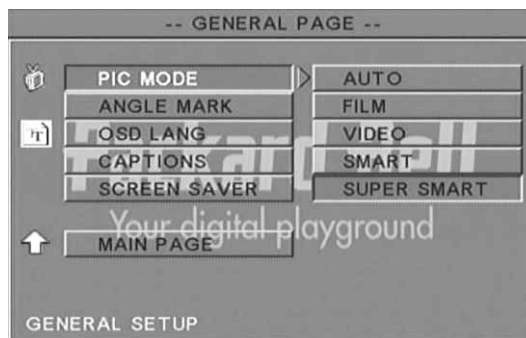 -- GENERAL PAGE --
PIC MODE
ANGLE MARK
OSD LANG
CAPTIONS
SCREEN SAVER
MAIN PAGE
AUTO
FILM
VIDEO
SMART
SUPER SMART
Packard Bell
Your digital playground
GENERAL SETUP